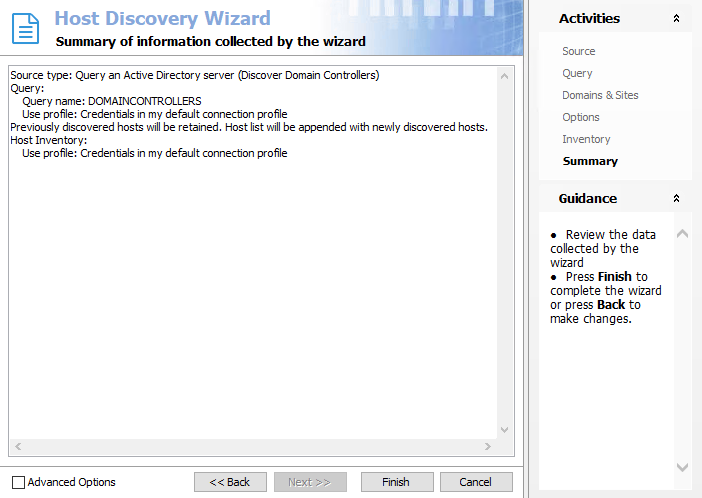 Host Discovery Wizard
Summary of information collected by the wizard
Source type: Query an Active Directory server (Discover Domain Controllers)
Query:
Query name: DOMAINCONTROLLERS
Use profile: Credentials in my default connection profile
Previously discovered hosts will be retained. Host list will be appended with newly discovered hosts.
Host Inventory:
Use profile: Credentials in my default connection profile
Advanced Options
<< Back
Next >>
Finish
Cancel
Activities
Source
Query
Domains & Sites
Options
Inventory
Summary
Guidance
● Review the data
collected by the
wizard
● Press Finish to
complete the wizard
or press Back to
make changes.